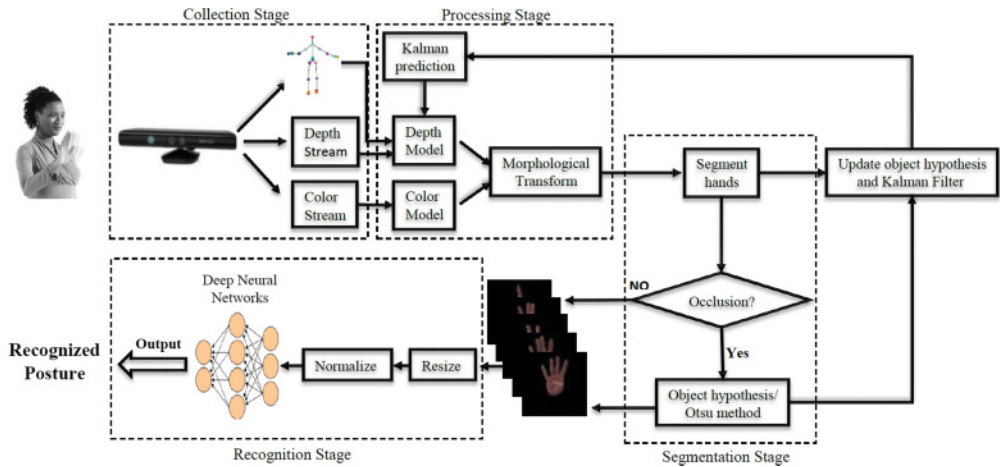 Collection Stage
Processing Stage
Kalman
prediction
Depth
Stream
Depth
Model
Color
Stream
Color
Model
Morphological
Transform
Segment
hands
Update object hypothesis
and Kalman Filter
Occlusion?
NO
Yes
Object hypothesis/
Otsu method
Segmentation Stage
Deep Neural
Networks
Resize
Normalize
Output
Recognized
Posture
Recognition Stage